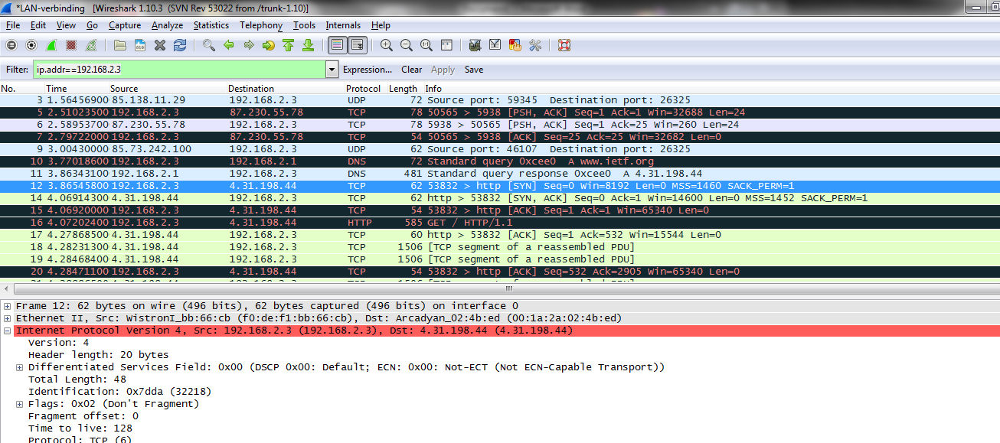 *LAN-verbinding [Wireshark 1.10.3 (SVN Rev 53022 from /trunk-1.10)]
File Edit View Go Capture Analyze Statistics Telephony Tools Internals Help
Filter: ip.addr==192.168.2.3 Expression... Clear Apply Save
No. Time Source Destination Protocol Length Info
3 1.56456900 85.138.11.29 192.168.2.3 UDP 72 Source port: 59345 Destination port: 26325
5 2.51023500 192.168.2.3 87.230.55.78 TCP 78 50565 > 5938 [PSH, ACK] Seq=1 Ack=1 Win=32688 Len=24
6 2.58953700 87.230.55.78 192.168.2.3 TCP 78 5938 > 50565 [PSH, ACK] Seq=1 Ack=25 Win=260 Len=24
7 2.79722000 192.168.2.3 87.230.55.78 TCP 54 50565 > 5938 [ACK] Seq=25 Ack=25 Win=32682 Len=0
9 3.00430000 85.73.242.100 192.168.2.3 UDP 62 Source port: 46107 Destination port: 26325
10 3.77018600 192.168.2.3 192.168.2.1 DNS 72 Standard query 0xcee0 A www.ietf.org
11 3.86343100 192.168.2.1 192.168.2.3 DNS 481 Standard query response 0xcee0 A 4.31.198.44
12 3.86545800 192.168.2.3 4.31.198.44 TCP 62 53832 > http [SYN] Seq=0 Win=8192 Len=0 MSS=1460 SACK_PERM=1
14 4.06914300 4.31.198.44 192.168.2.3 TCP 62 http > 53832 [SYN, ACK] Seq=0 Ack=1 Win=14600 Len=0 MSS=1452 SACK_PERM=1
15 4.06920000 192.168.2.3 4.31.198.44 TCP 54 53832 > http [ACK] Seq=1 Ack=1 Win=65340 Len=0
16 4.07202400 192.168.2.3 4.31.198.44 HTTP 585 GET / HTTP/1.1
17 4.27868500 4.31.198.44 192.168.2.3 TCP 60 http > 53832 [ACK] Seq=1 Ack=532 Win=15544 Len=0
18 4.28231300 4.31.198.44 192.168.2.3 TCP 1506 [TCP segment of a reassembled PDU]
19 4.28468400 4.31.198.44 192.168.2.3 TCP 1506 [TCP segment of a reassembled PDU]
20 4.28471100 192.168.2.3 4.31.198.44 TCP 54 53832 > http [ACK] Seq=532 Ack=2905 Win=65340 Len=0
Frame 12: 62 bytes on wire (496 bits), 62 bytes captured (496 bits) on interface 0
Ethernet II, Src: WistronI_bb:66:cb (f0:de:f1:bb:66:cb), Dst: Arcadyan_02:4b:ed (00:1a:2a:02:4b:ed)
Internet Protocol Version 4, Src: 192.168.2.3 (192.168.2.3), Dst: 4.31.198.44 (4.31.198.44)
Version: 4
Header length: 20 bytes
Differentiated Services Field: 0x00 (DSCP 0x00: Default; ECN: 0x00: Not-ECT (Not ECN-Capable Transport))
Total Length: 48
Identification: 0x7dda (32218)
Flags: 0x02 (Don't Fragment)
Fragment offset: 0
Time to live: 128
Protocol: TCP (6)